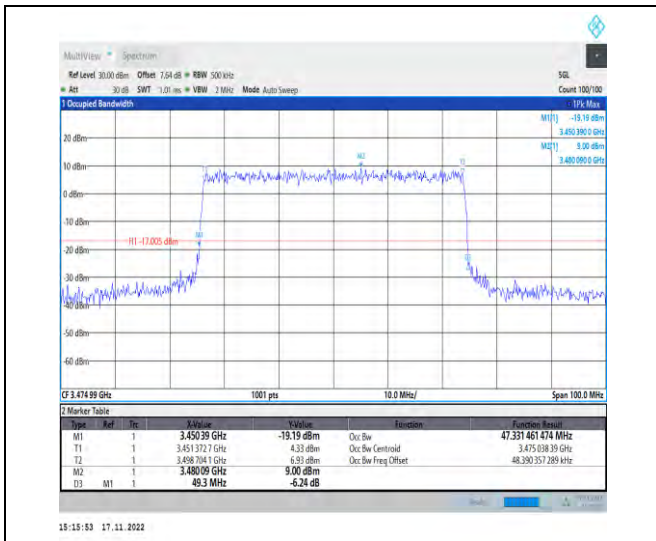 MultiView Spectrum
Ref Level 30.00 dBm Offset 7.64 dB RBW 500 kHz SGL
Att 30 dB SWT 1.01 ms VBW 2 MHz Mode Auto Sweep Count 100/100
1 Occupied Bandwidth 1Pk Max
M1[1] -19.19 dBm
3.450 390 0 GHz
M2[1] 9.00 dBm
3.480 090 0 GHz
20 dBm
M2
10 dBm
0 dBm
-10 dBm
H1 -17.005 dBm
-20 dBm
-30 dBm
-40 dBm
-50 dBm
-60 dBm
CF 3.474 99 GHz 1001 pts 10.0 MHz/ Span 100.0 MHz
2 Marker Table
Type Ref Trc X-Value Y-Value Function Function Result
M1 1 3.45039 GHz -19.19 dBm Occ Bw 47.331 461 474 MHz
T1 1 3.451 372 7 GHz 4.33 dBm Occ Bw Centroid 3.475 038 39 GHz
T2 1 3.498 704 1 GHz 6.93 dBm Occ Bw Freq Offset 48.390 357 289 kHz
M2 1 3.48009 GHz 9.00 dBm
D3 M1 1 49.3 MHz -6.24 dB
15:15:53 17.11.2022